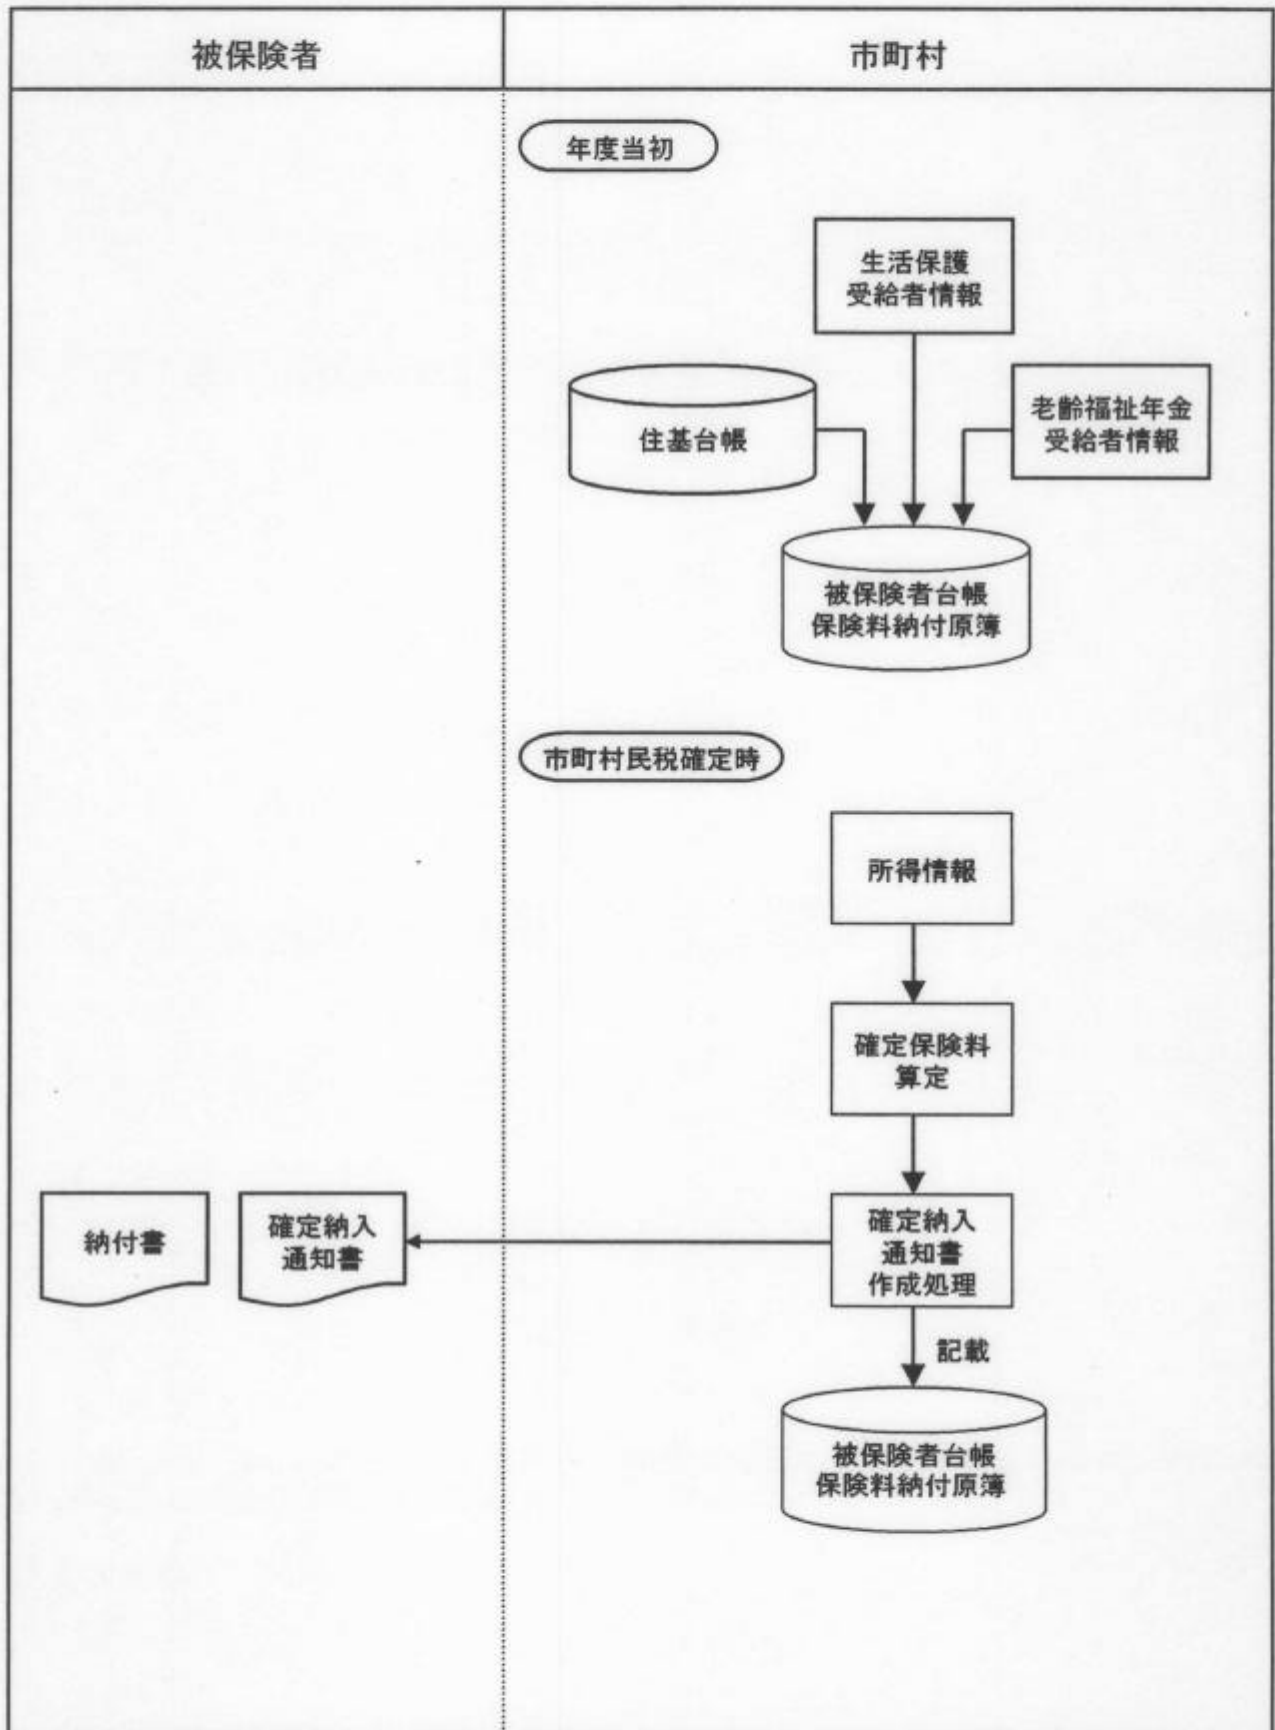 被保険者
市町村
年度当初
生活保護
受給者情報
老齢福祉年金
受給者情報
住基台帳
被保険者台帳
保険料納付原簿
市町村民税確定時
所得情報
確定保険料
算定
納付書
確定納入
通知書
確定納入
通知書
作成処理
記載
被保険者台帳
保険料納付原簿